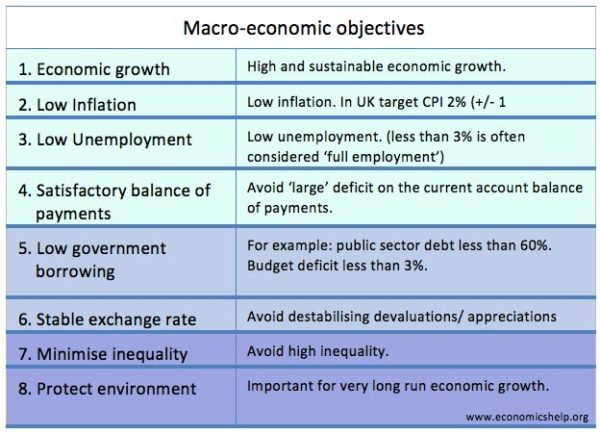 Macro-economic objectives
1. Economic growth
High and sustainable economic growth.
2. Low Inflation
Low inflation. In UK target CPI 2% (+/- 1
3. Low Unemployment
Low unemployment. (less than 3% is often
considered ‘full employment’)
4. Satisfactory balance of
payments
Avoid ‘large’ deficit on the current account balance
of payments.
5. Low government
borrowing
For example: public sector debt less than 60%.
Budget deficit less than 3%.
6. Stable exchange rate
Avoid destabilising devaluations/ appreciations
7. Minimise inequality
Avoid high inequality.
8. Protect environment
Important for very long run economic growth.
www.economicshelp.org